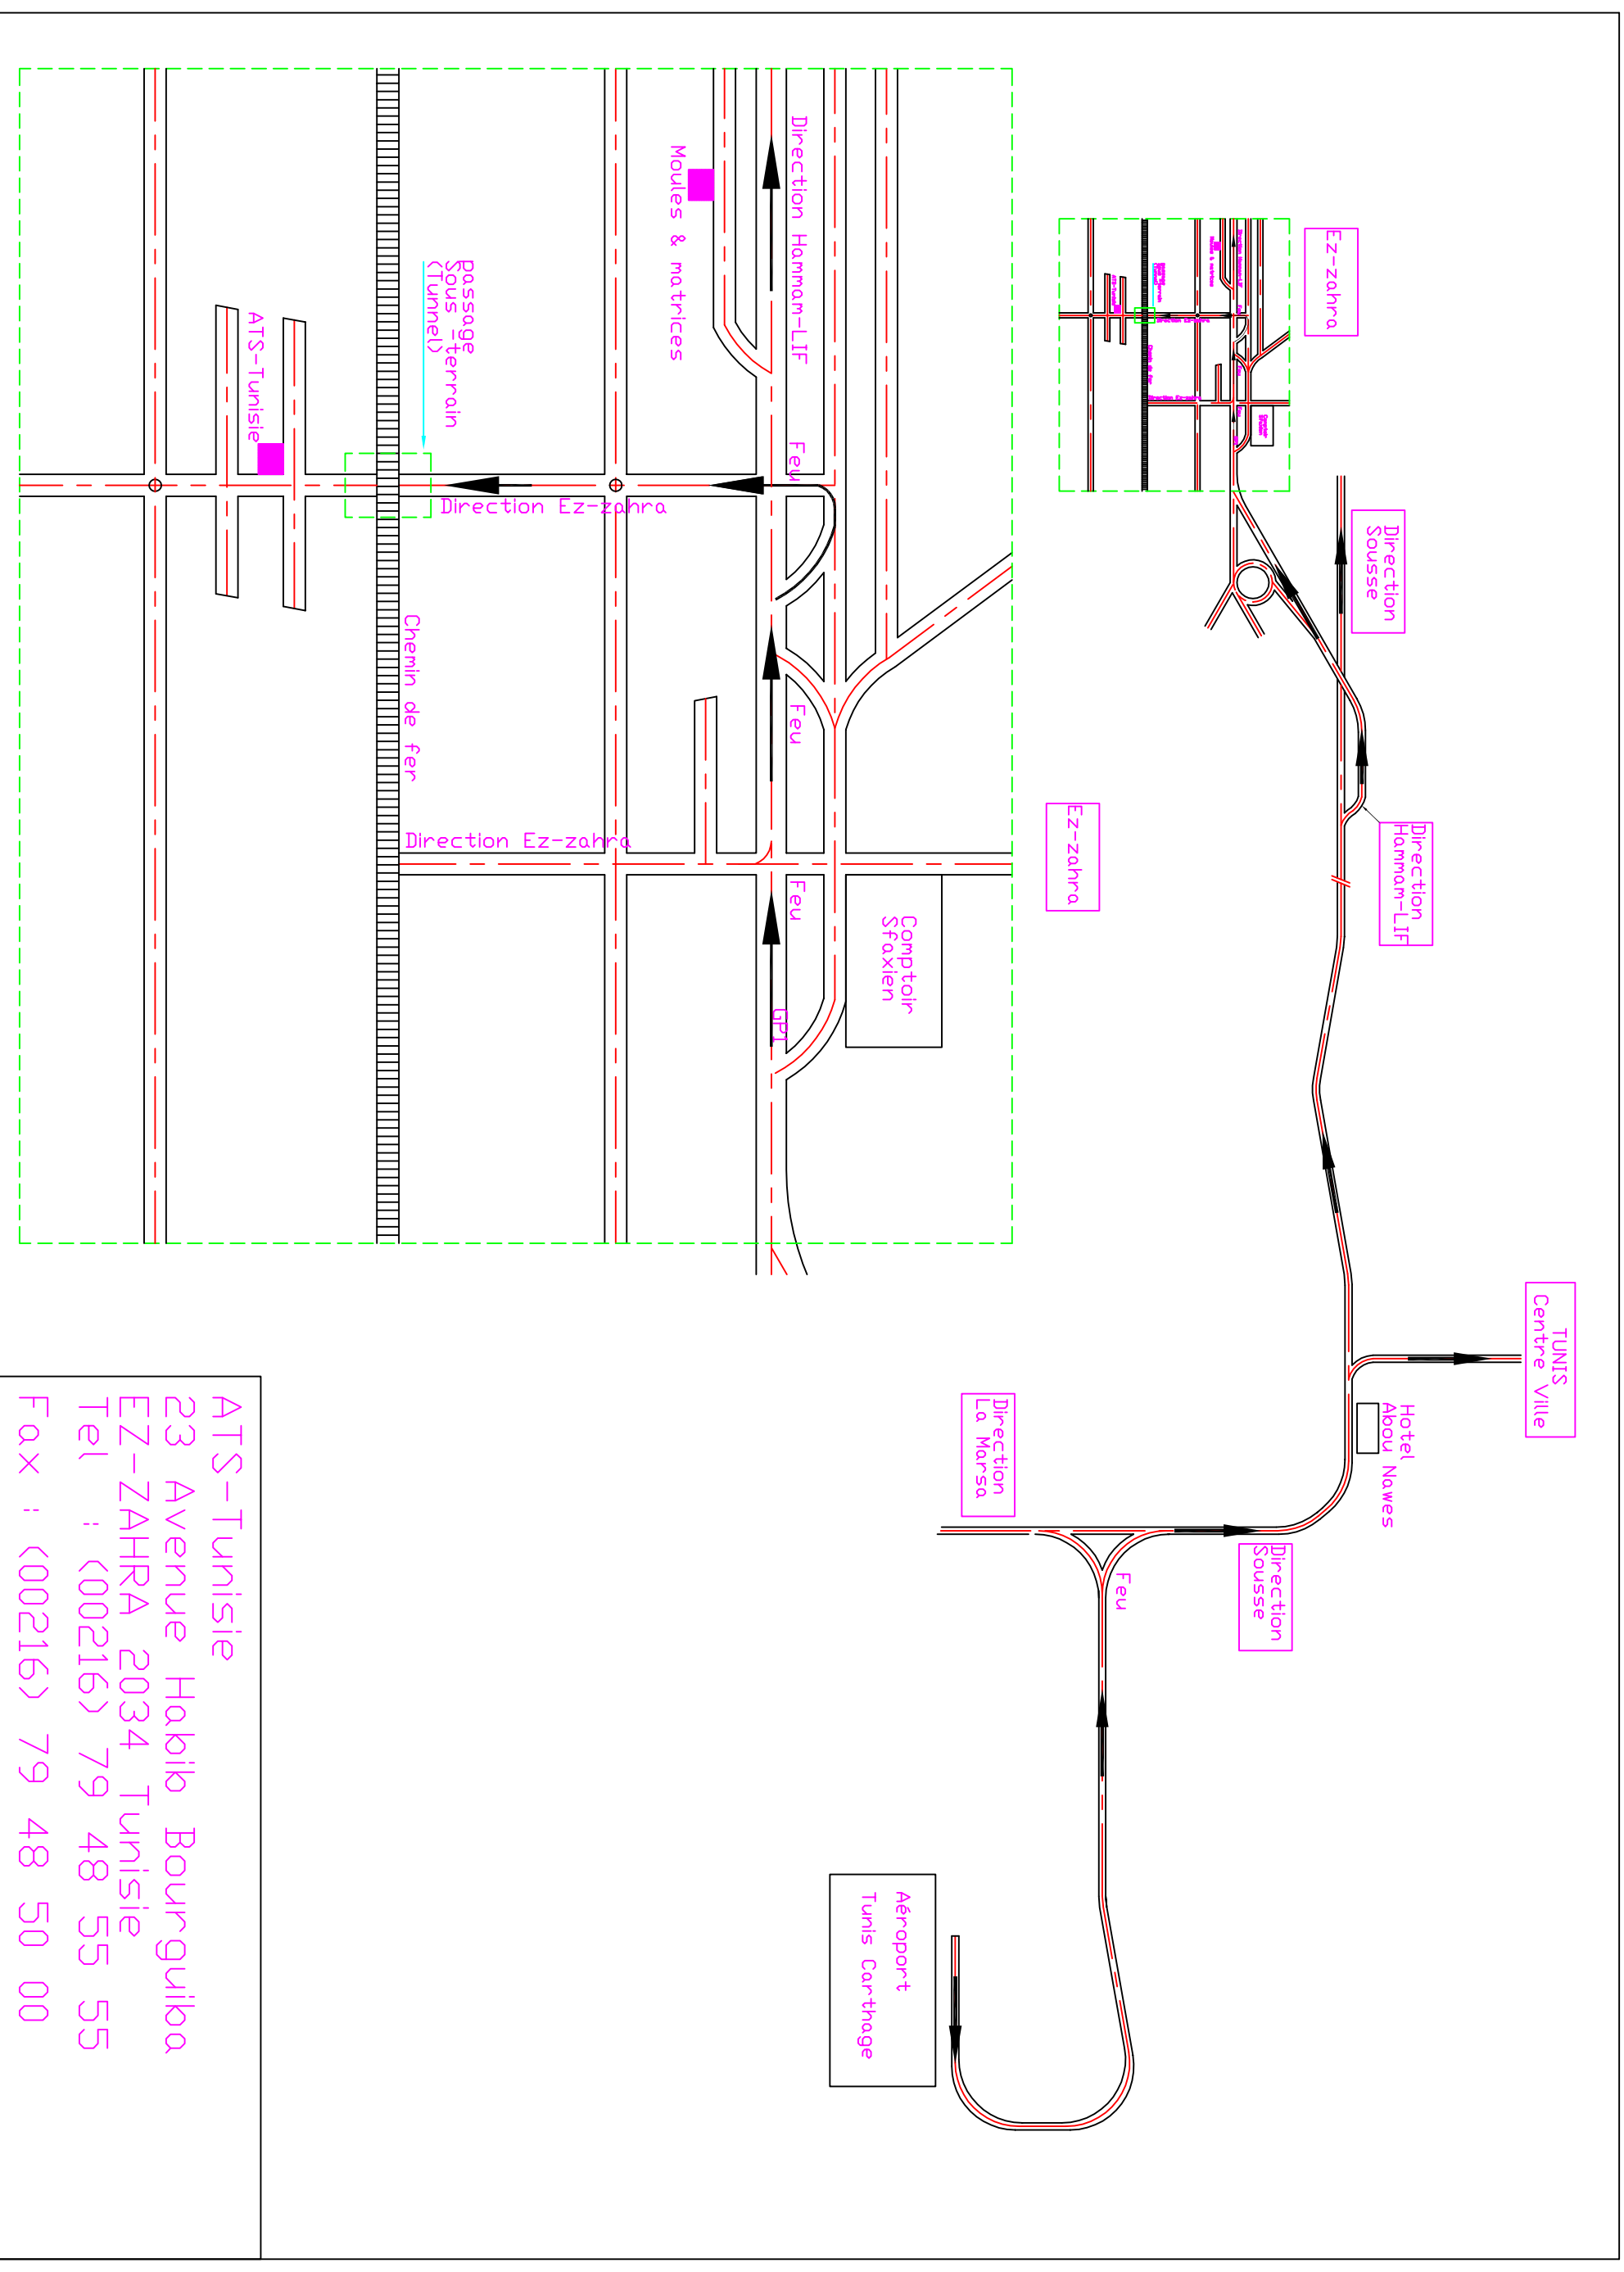 TUNIS
Centre Ville
Direction
Hammam-LIF
Hotel
Abou Nawes
Direction
Sousse
Ez-zahra
Direction
Sousse
Feu
Ez-zahra
Direction
La Marsa
Aéroport
Tunis Carthage
Comptoir
Sfaxien
Direction Hammam-LIF
Feu
Feu
Feu
GP1
Moules & matrices
Direction Ez-zahra
Direction Ez-zahra
passage
Sous -terrain
(Tunnel)
Chemin de fer
ATS-Tunisie
ATS-Tunisie
23 Avenue Habib Bourguiba
EZ-ZAHRA 2034 Tunisie
Tel : (00216) 79 48 55 55
Fax : (00216) 79 48 50 00